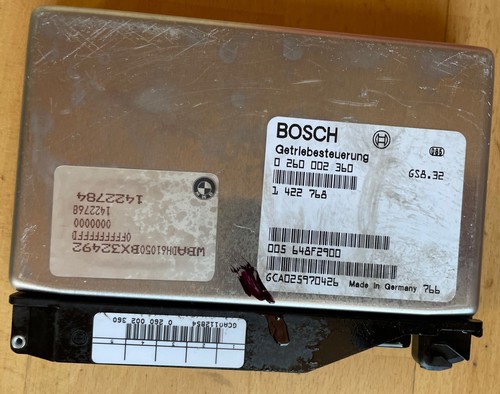 BOSCH
Getriebesteuerung
0 260 002 360
GS8.32
1 422 768
005 648F2900
GCA025970426 Made in Germany 766
WBADH61050BX32492
0FFFFFFFFD
0000000
1422768
1422784
GCA0112854 0 260 002 360